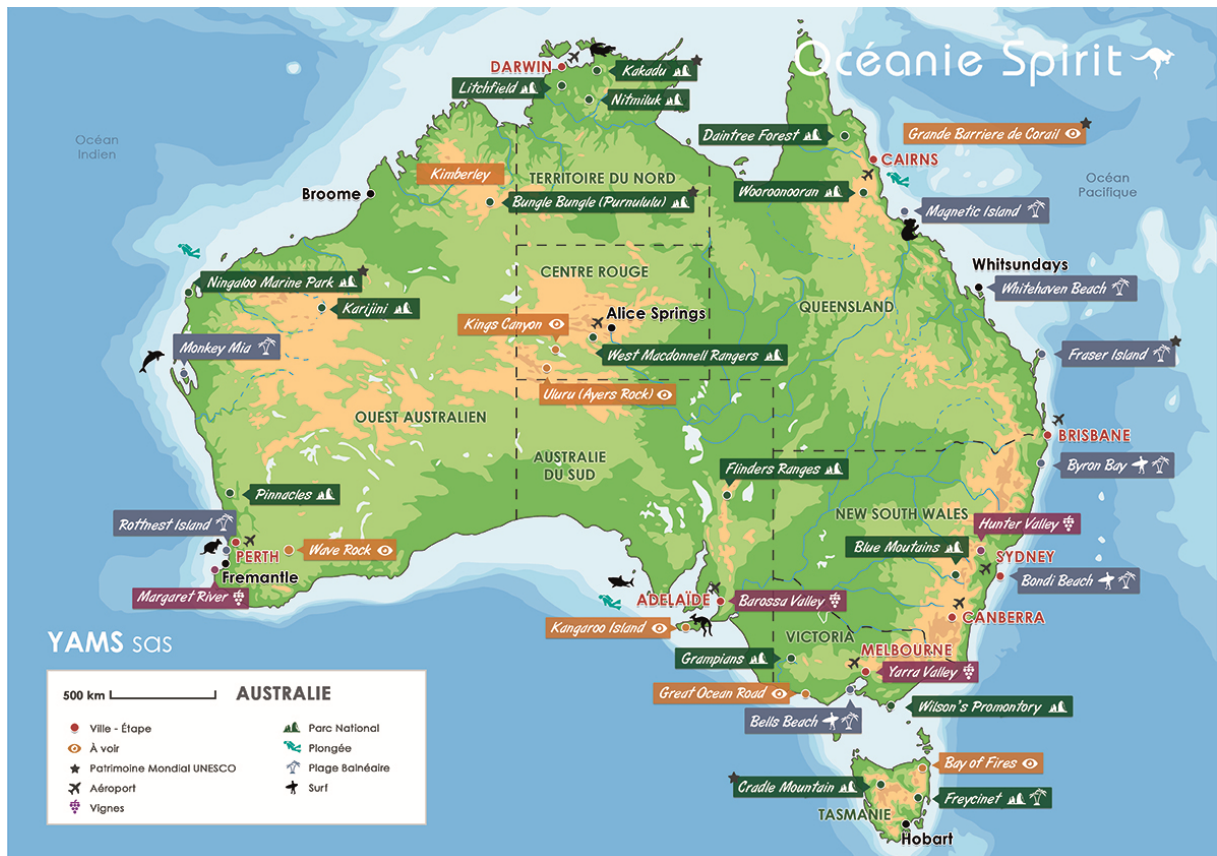 Océanie Spirit
DARWIN
Kakadu
Litchfield
Nitmiluk
Océan
Indien
Daintree Forest
Grande Barriere de Corail
CAIRNS
Océan
Pacifique
Kimberley
TERRITOIRE DU NORD
Wooroonooran
Broome
Bungle Bungle (Purnululu)
Magnetic Island
CENTRE ROUGE
Whitsundays
Ningaloo Marine Park
Whitehaven Beach
Karijini
QUEENSLAND
Alice Springs
Kings Canyon
Monkey Mia
West Macdonnell Rangers
Fraser Island
Uluru (Ayers Rock)
OUEST AUSTRALIEN
BRISBANE
AUSTRALIE
DU SUD
Flinders Ranges
Byron Bay
Pinnacles
NEW SOUTH WALES
Rottnest Island
Hunter Valley
PERTH
Wave Rock
Blue Moutains
SYDNEY
Fremantle
Bondi Beach
Margaret River
ADELAÏDE
Barossa Valley
CANBERRA
Kangaroo Island
VICTORIA
YAMS sas
MELBOURNE
Grampians
Yarra Valley
Great Ocean Road
Wilson's Promontory
Bells Beach
500 km
AUSTRALIE
Ville - Étape
Parc National
À voir
Plongée
Patrimoine Mondial UNESCO
Plage Balnéaire
Aéroport
Surf
Vignes
Bay of Fires
Cradle Mountain
Freycinet
TASMANIE
Hobart